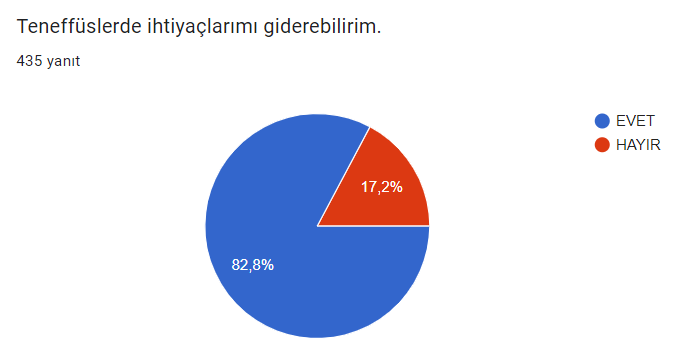 Teneffüslerde ihtiyaçlarımı giderebilirim.
435 yanıt
EVET
HAYIR
17,2%
82,8%